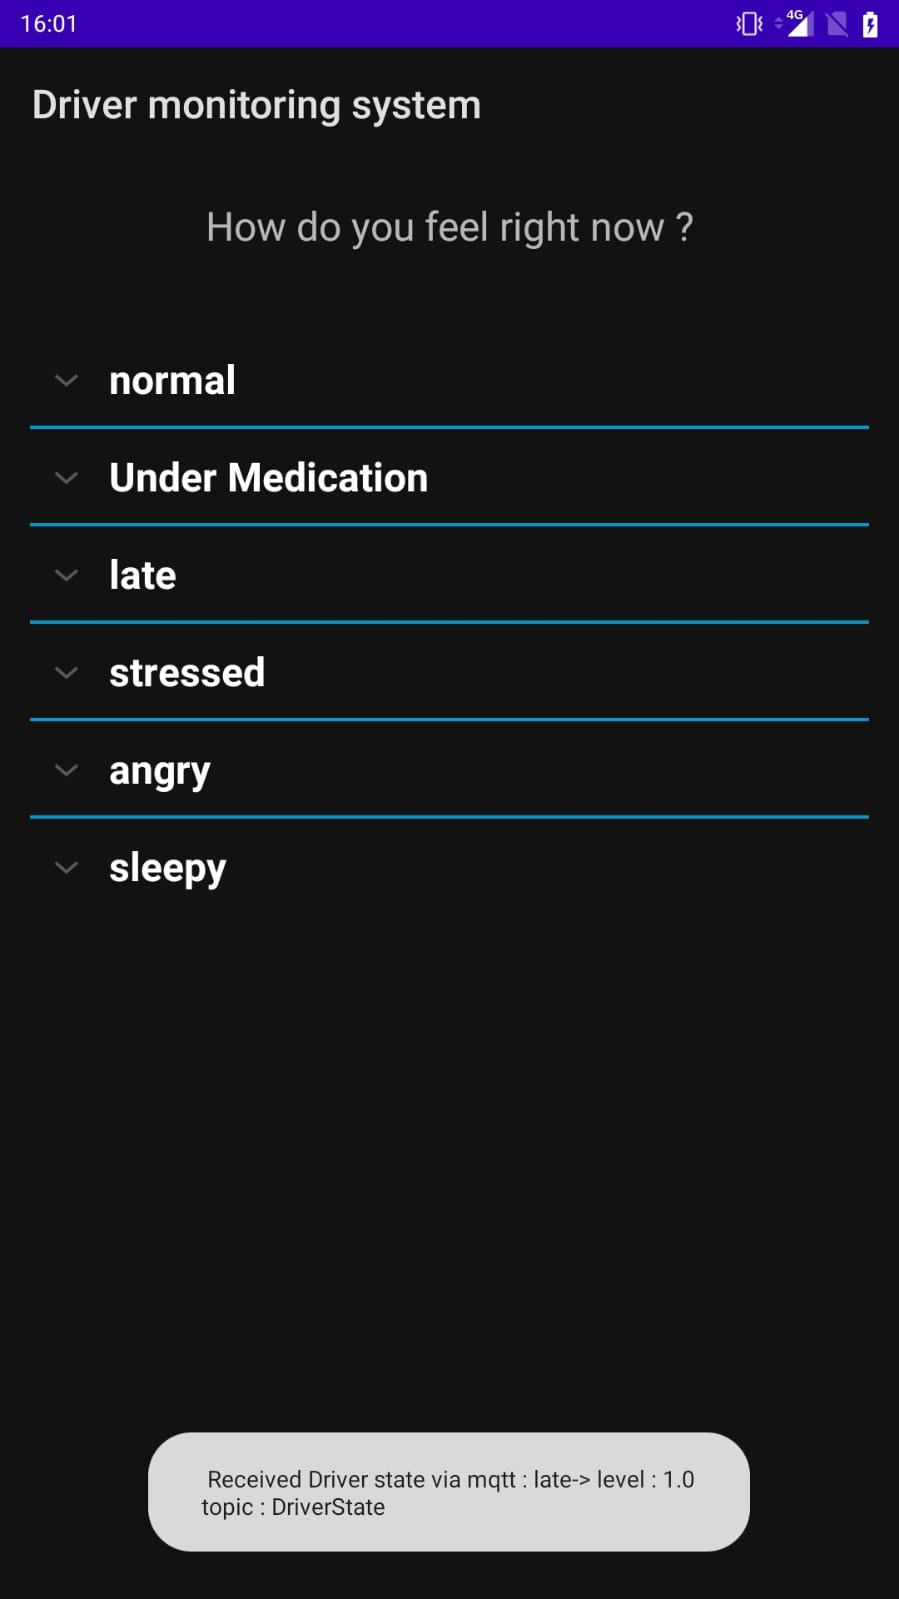 16:01
4G
Driver monitoring system
How do you feel right now ?
normal
Under Medication
late
stressed
angry
sleepy
Received Driver state via mqtt : late-> level : 1.0
topic : DriverState